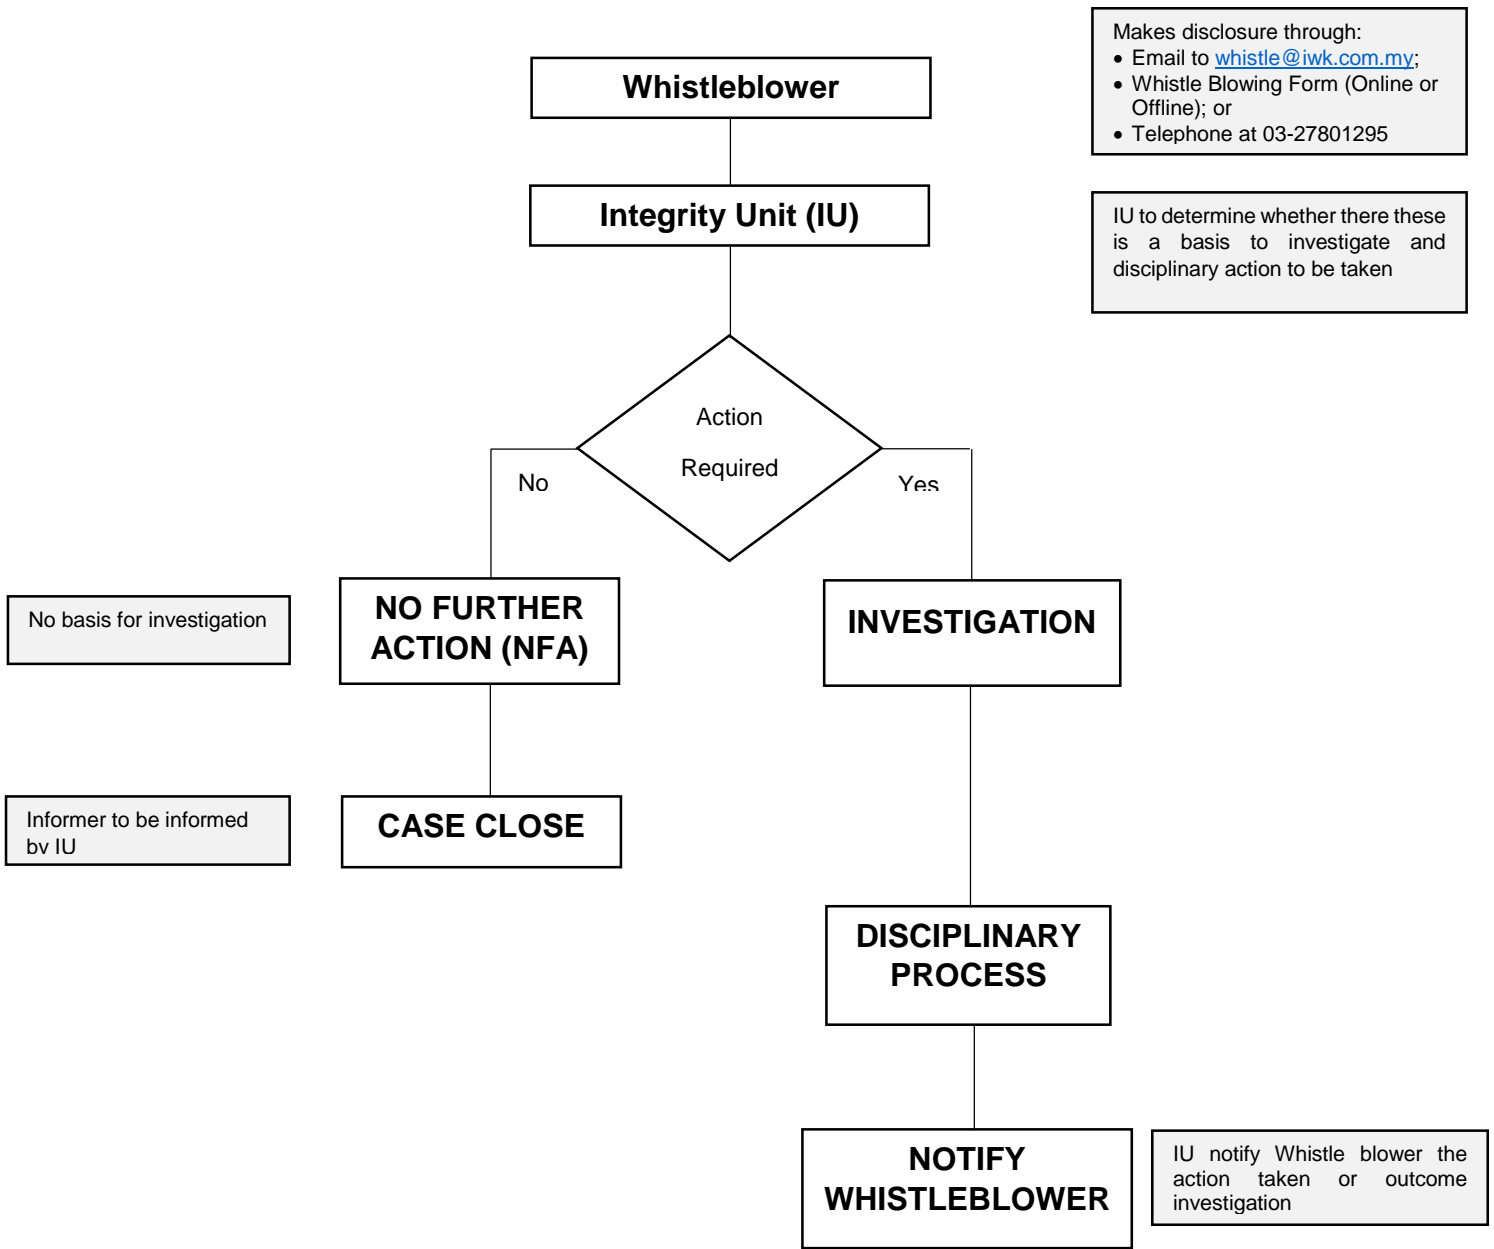 Makes disclosure through:
• Email to whistle@iwk.com.my;
• Whistle Blowing Form (Online or
Offline); or
• Telephone at 03-27801295
Whistleblower
Integrity Unit (IU)
IU to determine whether there these
is a basis to investigate and
disciplinary action to be taken
Action
Required
No
Yes
No basis for investigation
NO FURTHER
ACTION (NFA)
INVESTIGATION
Informer to be informed
by IU
CASE CLOSE
DISCIPLINARY
PROCESS
NOTIFY
WHISTLEBLOWER
IU notify Whistle blower the
action taken or outcome
investigation